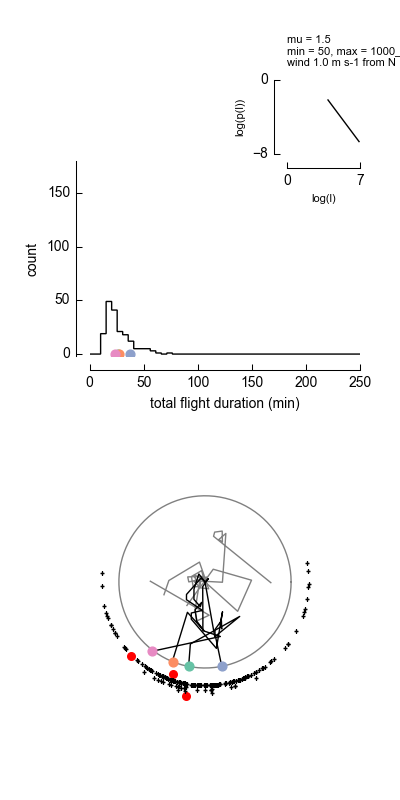 mu = 1.5
min = 50, max = 1000_
wind 1.0 m s-1 from N
0
log(p(l))
−8
0
7
log(l)
150
100
50
0
count
0
50
100
150
200
250
total flight duration (min)